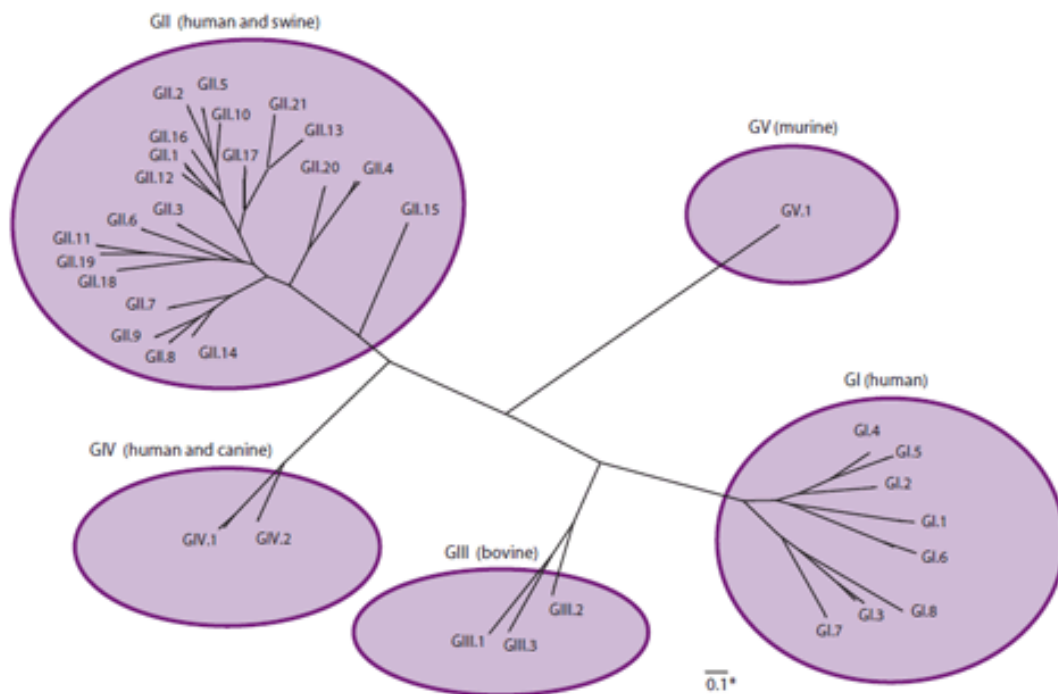 GII (human and swine)
GII.5
GII.2
GII.21
GII.10
GII.13
GII.16
GII.1
GII.17
GII.12
GII.20
GII.4
GII.3
GII.15
GII.6
GII.11
GII.19
GII.18
GII.7
GII.9
GII.8
GII.14
GV (murine)
GV.1
GI (human)
GI.4
GI.5
GI.2
GI.1
GI.6
GI.8
GI.3
GI.7
GIV (human and canine)
GIV.1
GIV.2
GIII (bovine)
GIII.2
GIII.1
GIII.3
0.1*